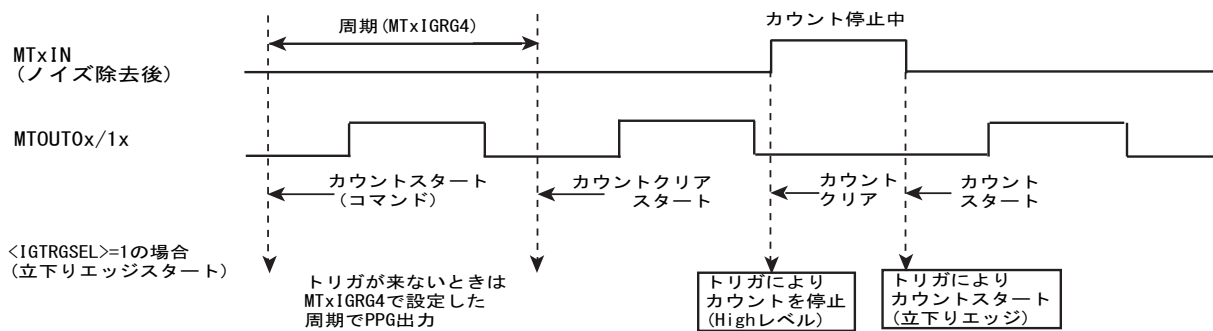 周期(MTxIGRG4)
カウント停止中
MTxIN
(ノイズ除去後)
MTOUT0x/1x
カウントスタート
(コマンド)
カウントクリア
スタート
カウント
クリア
カウント
スタート
<IGTRGSEL>=1の場合
(立下りエッジスタート)
トリガが来ないときは
MTxIGRG4で設定した
周期でPPG出力
トリガにより
カウントを停止
(Highレベル)
トリガにより
カウントスタート
(立下りエッジ)